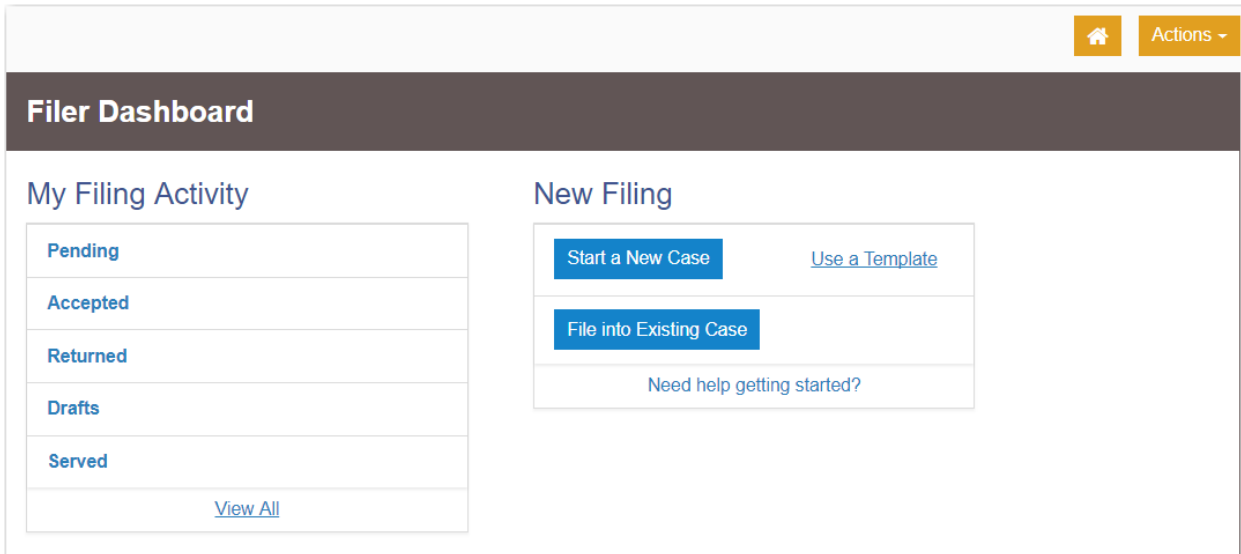 Actions
Filer Dashboard
My Filing Activity
Pending
Accepted
Returned
Drafts
Served
View All
New Filing
Start a New Case
Use a Template
File into Existing Case
Need help getting started?